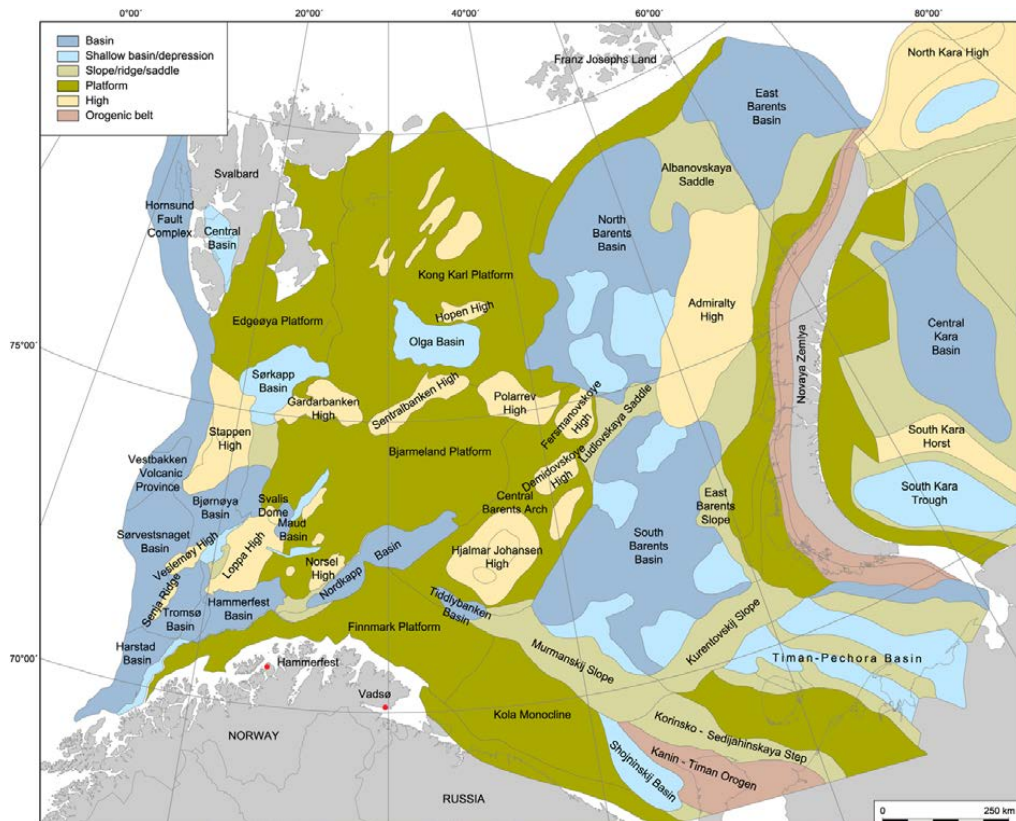 0°00'
20°00'
40°00'
60°00'
80°00'
Basin
Shallow basin/depression
Slope/ridge/saddle
Platform
High
Orogenic belt
Franz Josephs Land
North Kara High
East
Barents
Basin
Svalbard
Albanovskaya
Saddle
Hornsund
Fault
Complex
Central
Basin
North
Barents
Basin
Kong Karl Platform
Admiralty
High
Hopen High
Edgeøya Platform
Olga Basin
Central
Kara
Basin
75°00'
Novaya Zemlya
Sørkapp
Basin
Gardarbanken
High
Sentralbanken High
Polarrev
High
Fersmanovskoye
High
Ludlovskaya Saddle
Stappen
High
South Kara
Horst
Bjarmeland Platform
Vestbakken
Volcanic
Province
Demidovskoye
High
South Kara
Trough
Bjørnøya
Basin
Svalis
Dome
Maud
Basin
Central
Barents Arch
East
Barents
Slope
Sørvestsnaget
Basin
Veslemøy High
Loppa High
South
Barents
Basin
Hjalmar Johansen
High
Norsel
High
Nordkapp
Basin
Senja Ridge
Tromsø
Basin
Hammerfest
Basin
Tiddlybanken
Basin
Finnmark Platform
Kurentovskij Slope
Harstad
Basin
Murmanskij Slope
Timan-Pechora Basin
70°00'
Hammerfest
Vadsø
Kola Monocline
Korinsko - Sedijahinskaya Step
NORWAY
Shojninskij Basin
Kanin - Timan Orogen
RUSSIA
0
250 km